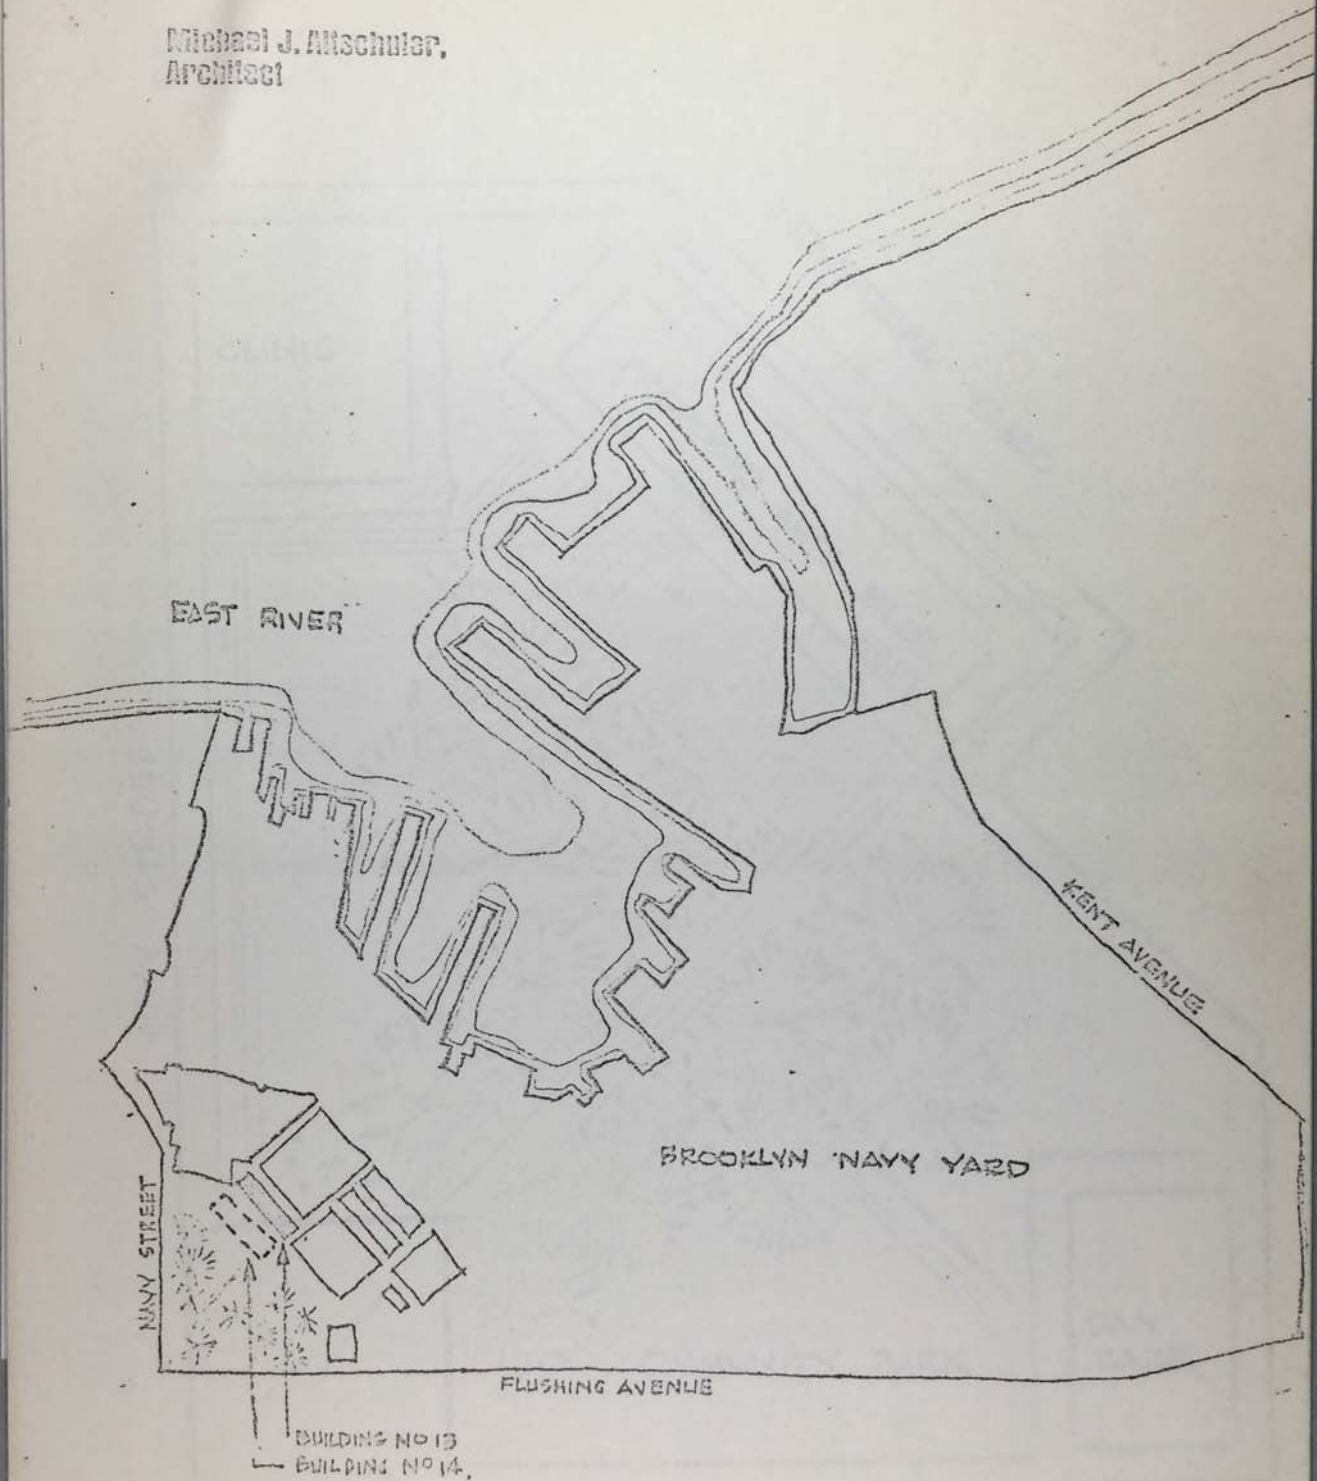 Michael J. Altschuler,
Architect
EAST RIVER
KENT AVENUE
BROOKLYN NAVY YARD
NAVY STREET
FLUSHING AVENUE
BUILDING Nº 13
BUILDING Nº 14.
CLINIC